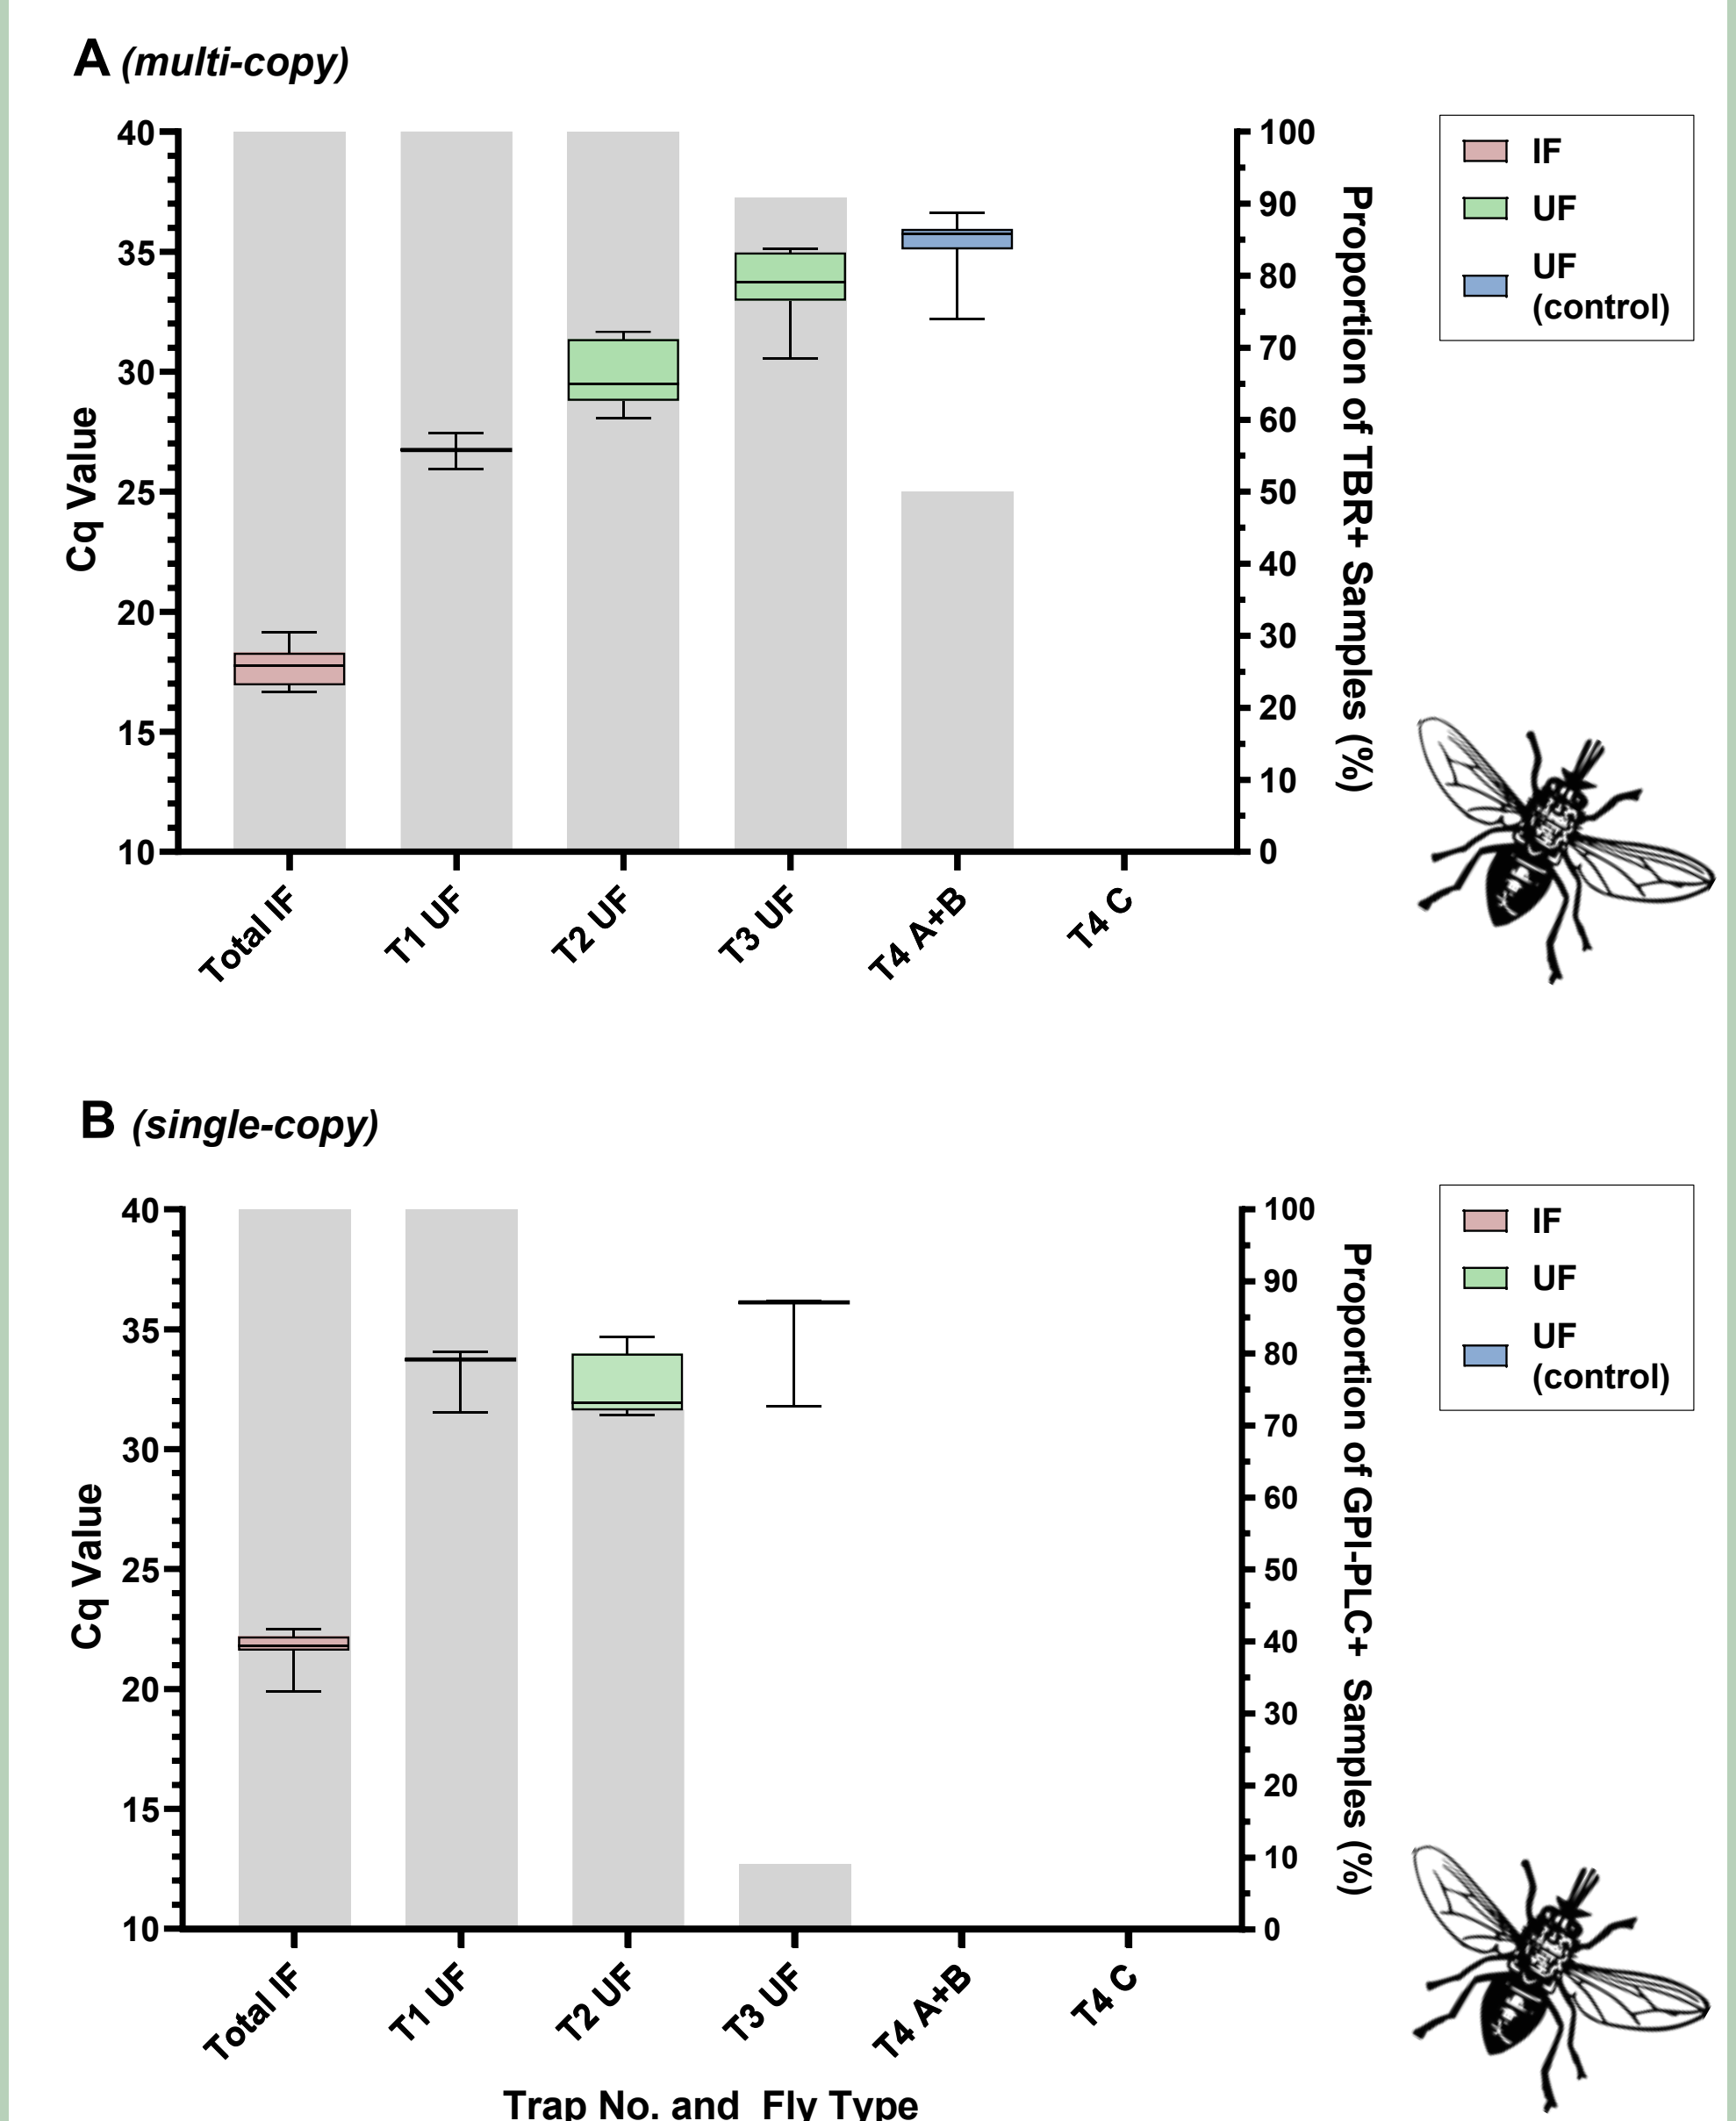 A (multi-copy)
40
35
30
25
20
15
10
Cq Value
100
90
80
70
60
50
40
30
20
10
0
Proportion of TBR+ Samples (%)
IF
UF
UF
(control)
Total IF
T1 UF
T2 UF
T3 UF
T4 A+B
T4 C
B (single-copy)
40
35
30
25
20
15
10
Cq Value
100
90
80
70
60
50
40
30
20
10
0
Proportion of GPI-PLC+ Samples (%)
IF
UF
UF
(control)
Total IF
T1 UF
T2 UF
T3 UF
T4 A+B
T4 C
Trap No. and Fly Type